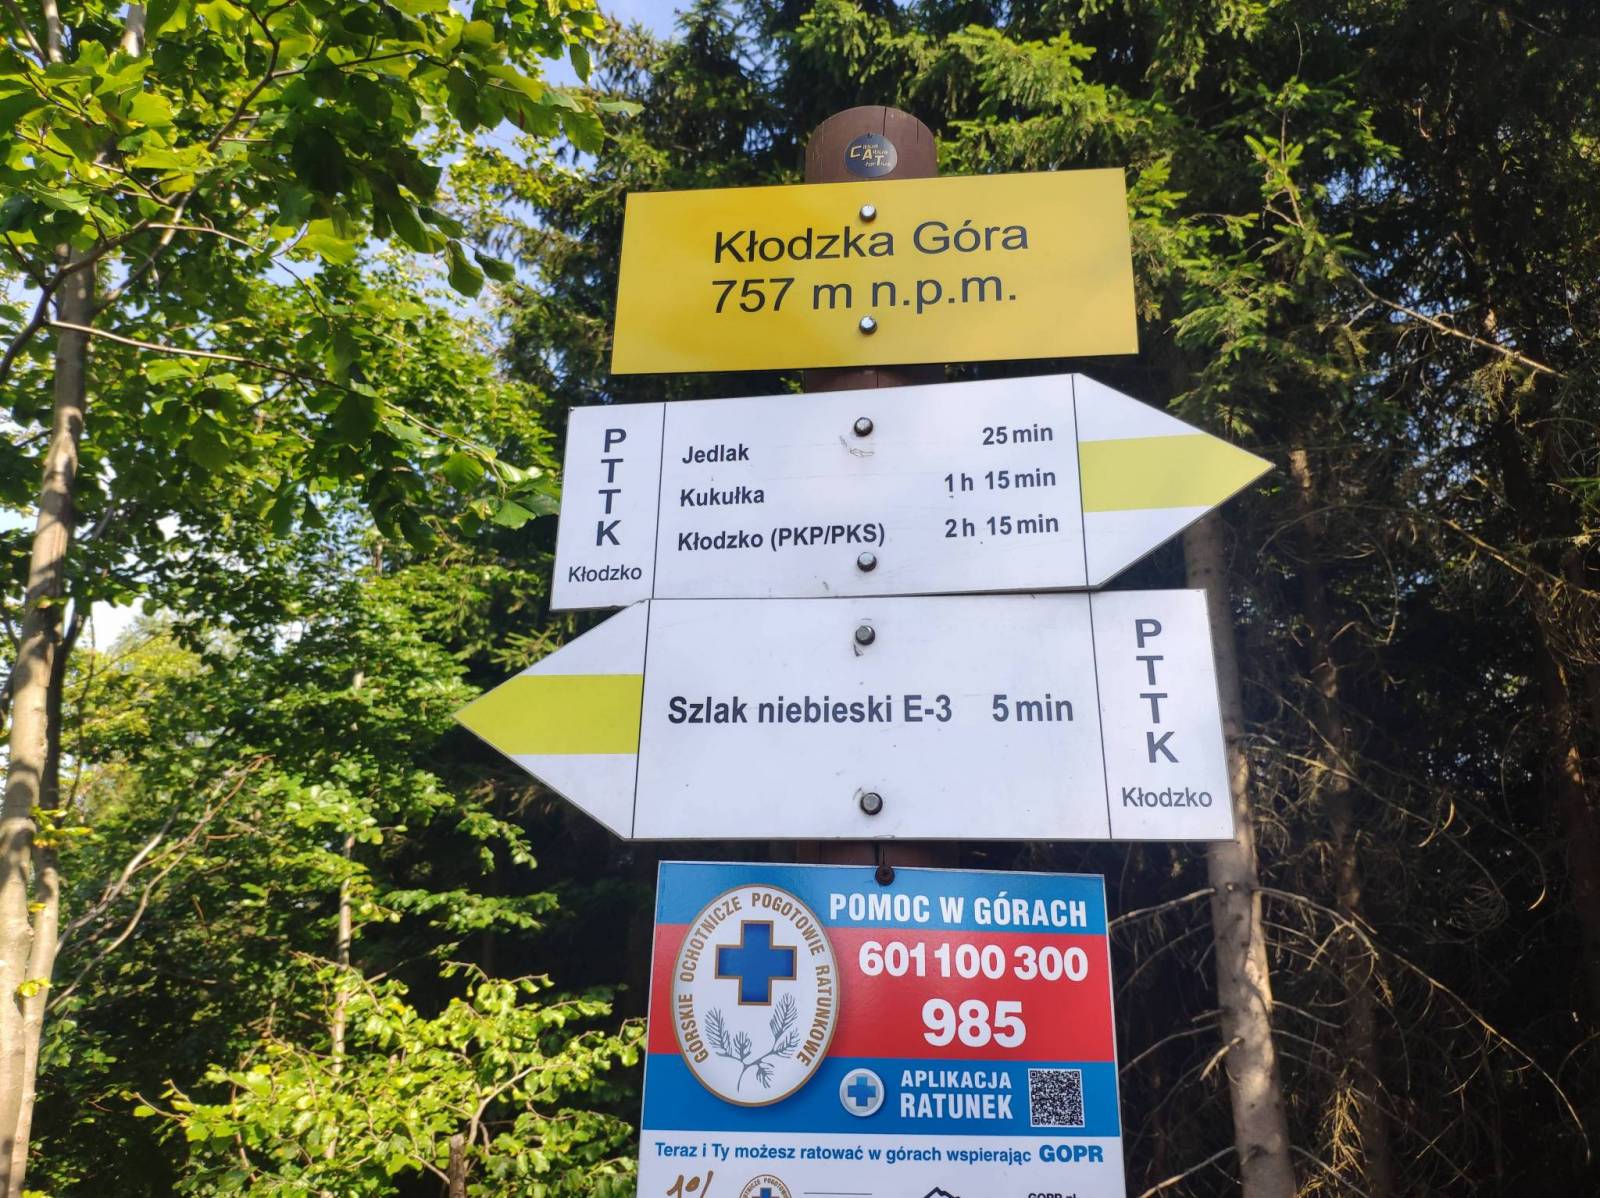 CAT
Kłodzka Góra
757 m n.p.m.
PTTK
Kłodzko
Jedlak 25 min
Kukułka 1 h 15 min
Kłodzko (PKP/PKS) 2 h 15 min
Szlak niebieski E-3 5 min
PTTK
Kłodzko
GÓRSKIE OCHOTNICZE POGOTOWIE RATUNKOWE
POMOC W GÓRACH
601 100 300
985
APLIKACJA
RATUNEK
Teraz i Ty możesz ratować w górach wspierając GOPR